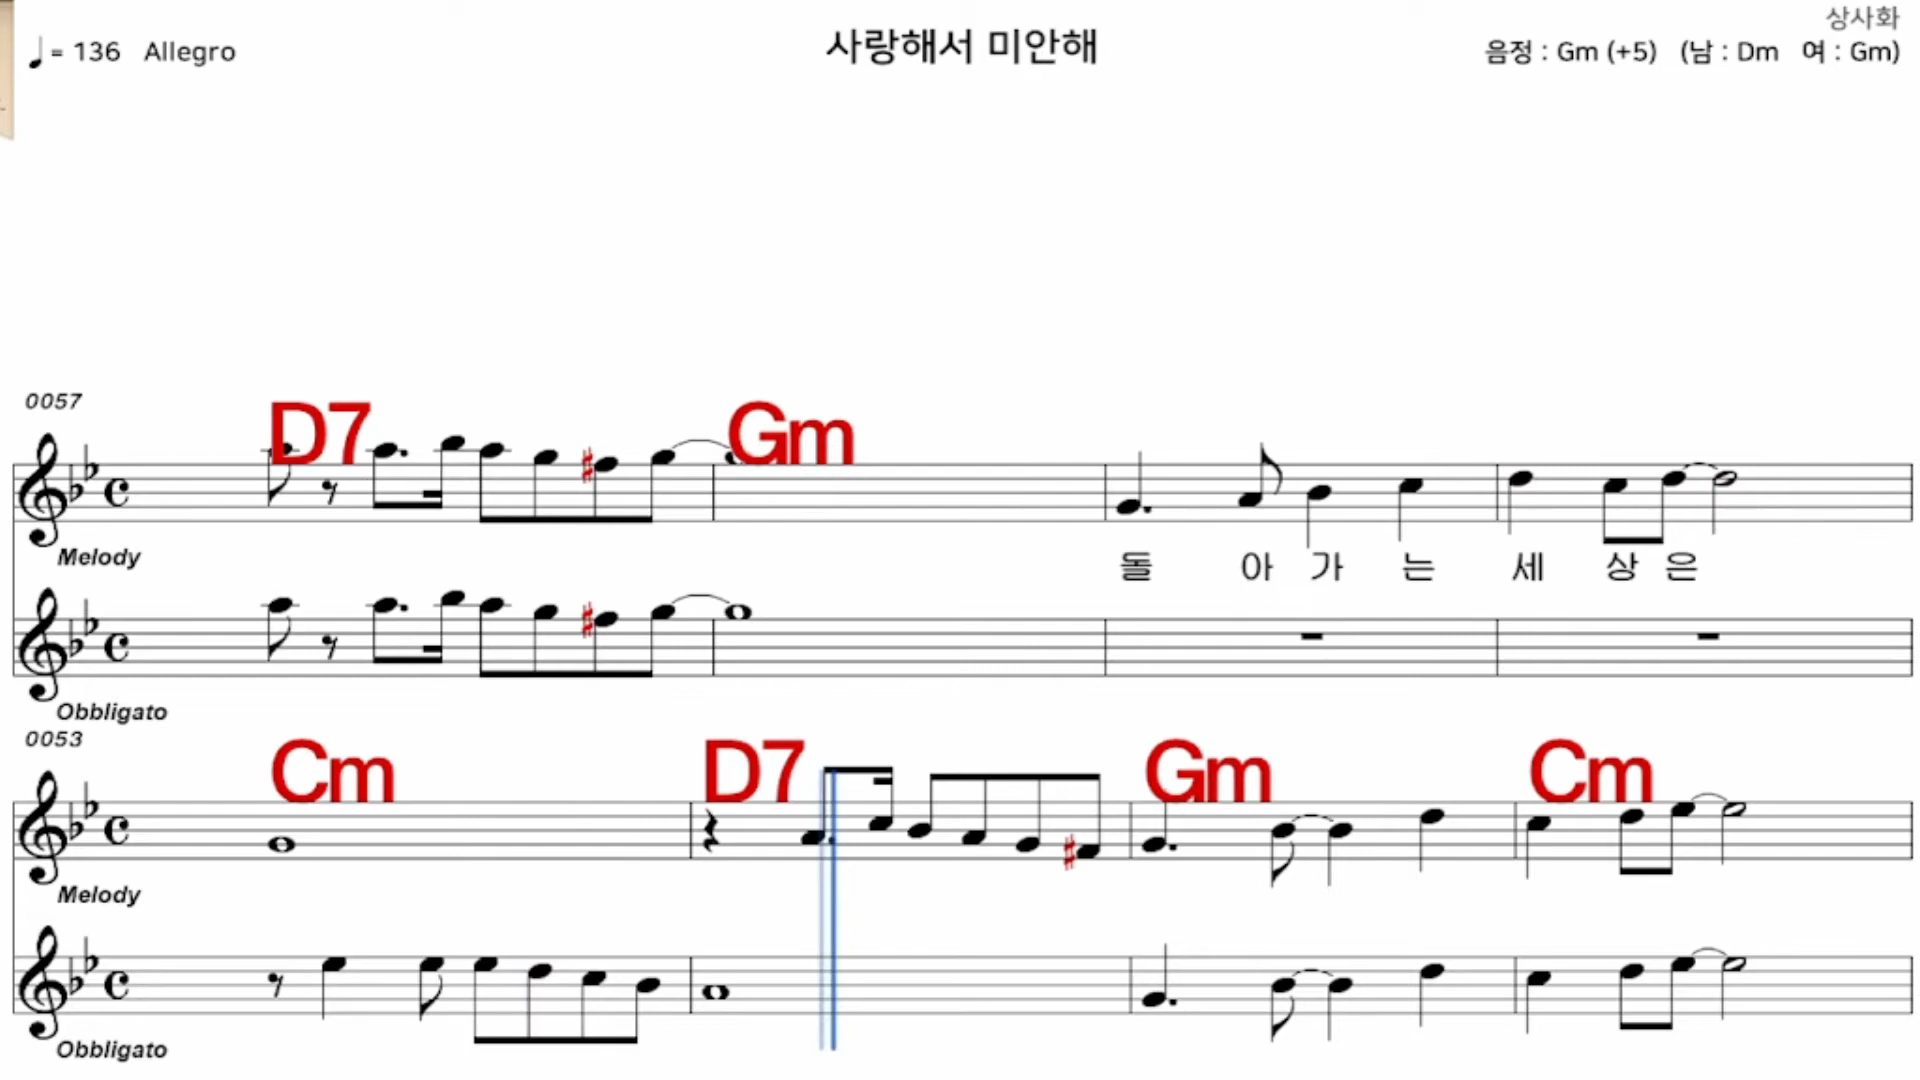 상사화
♩= 136 Allegro
사랑해서 미안해
음정 : Gm (+5) (남 : Dm 여 : Gm)
0057
D7 Gm
Melody
돌 아 가 는 세 상 은
Obbligato
0053
Cm D7 Gm Cm
Melody
Obbligato